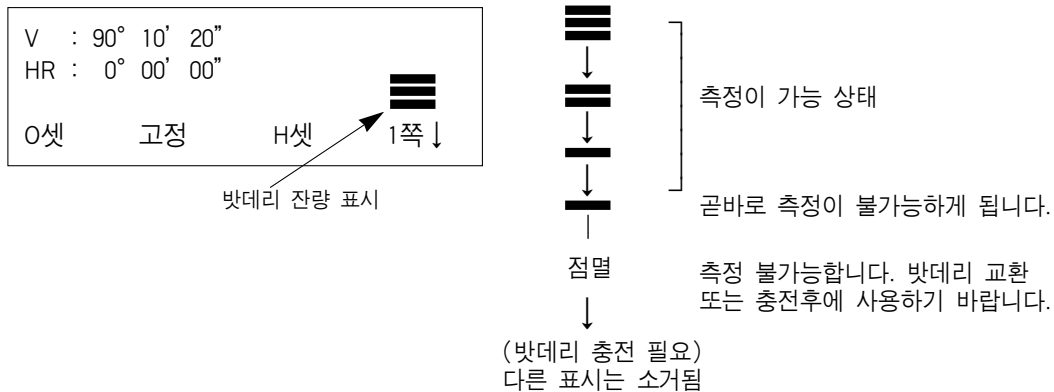 V : 90° 10’ 20”
HR : 0° 00’ 00”
0셋 고정 H셋 1쪽↓
밧데리 잔량 표시
측정이 가능 상태
곧바로 측정이 불가능하게 됩니다.
점멸
측정 불가능합니다. 밧데리 교환
또는 충전후에 사용하기 바랍니다.
(밧데리 충전 필요)
다른 표시는 소거됨